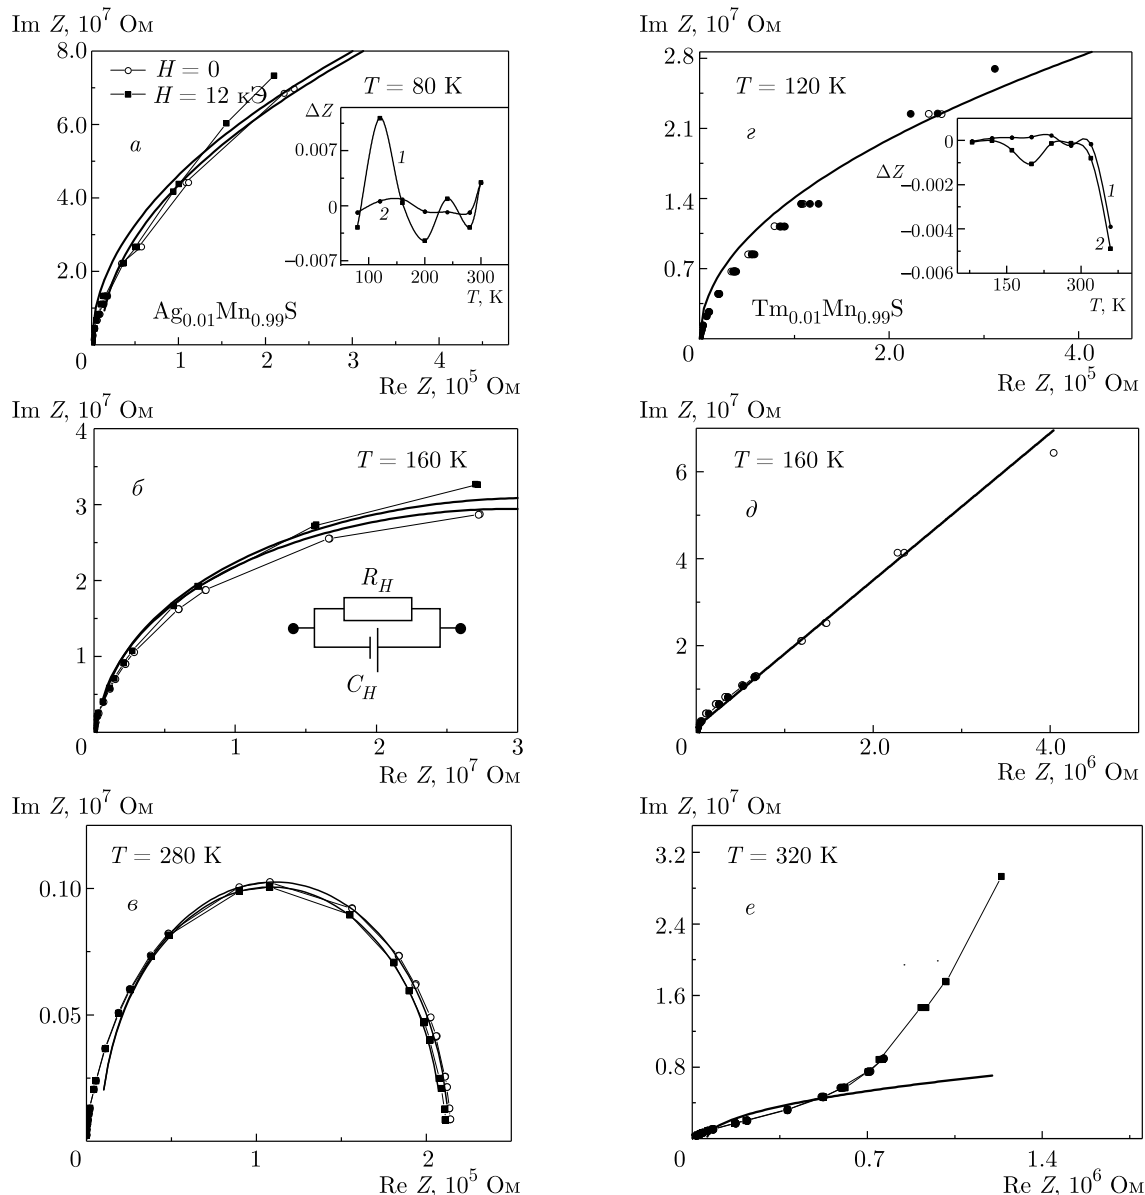 Im Z, 10^7 Ом
8.0
6.0
4.0
2.0
0
1
2
3
4
Re Z, 10^5 Ом
H = 0
H = 12 кЭ
T = 80 K
а
ΔZ
0.007
0
−0.007
100
200
300
T, K
1
2
Ag0.01Mn0.99S
Im Z, 10^7 Ом
2.8
2.1
1.4
0.7
0
2.0
4.0
Re Z, 10^5 Ом
T = 120 K
г
ΔZ
0
−0.002
−0.004
−0.006
150
300
T, K
1
2
Tm0.01Mn0.99S
Im Z, 10^7 Ом
4
3
2
1
0
1
2
3
Re Z, 10^7 Ом
T = 160 K
б
R_H
C_H
Im Z, 10^7 Ом
6
4
2
0
2.0
4.0
Re Z, 10^6 Ом
T = 160 K
д
Im Z, 10^7 Ом
0.10
0.05
0
1
2
Re Z, 10^5 Ом
T = 280 K
в
Im Z, 10^7 Ом
3.2
2.4
1.6
0.8
0
0.7
1.4
Re Z, 10^6 Ом
T = 320 K
е